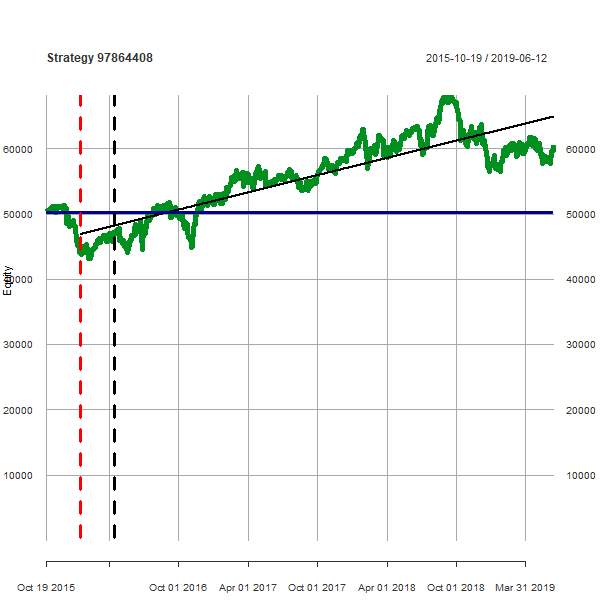 Strategy 97864408
2015-10-19 / 2019-06-12
60000
60000
50000
50000
Equity
40000
40000
30000
30000
20000
20000
10000
10000
Oct 19 2015
Oct 01 2016
Apr 01 2017
Oct 01 2017
Apr 01 2018
Oct 01 2018
Mar 31 2019